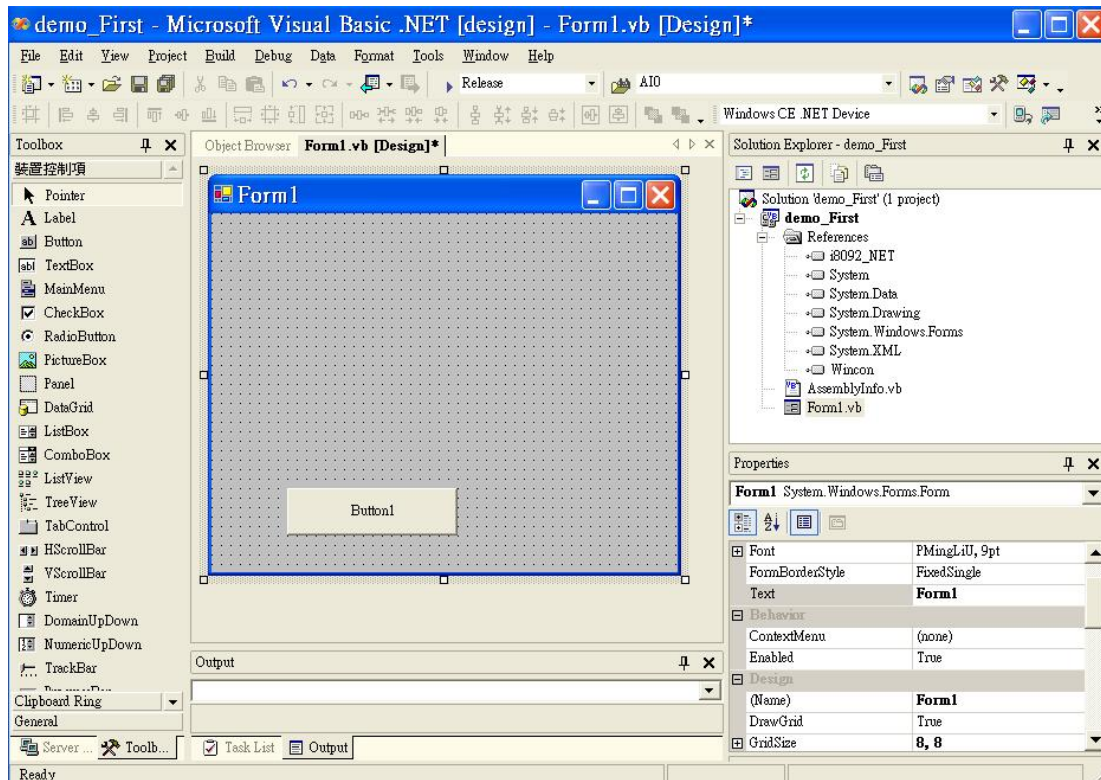 demo_First - Microsoft Visual Basic .NET [design] - Form1.vb [Design]*
File Edit View Project Build Debug Data Format Tools Window Help
Release AIO
Windows CE .NET Device
Toolbox
裝置控制項
Pointer
Label
Button
TextBox
MainMenu
CheckBox
RadioButton
PictureBox
Panel
DataGrid
ListBox
ComboBox
ListView
TreeView
TabControl
HScrollBar
VScrollBar
Timer
DomainUpDown
NumericUpDown
TrackBar
Clipboard Ring
General
Server ... Toolb...
Object Browser Form1.vb [Design]*
Form1
Button1
Output
Task List Output
Solution Explorer - demo_First
Solution 'demo_First' (1 project)
demo_First
References
i8092_NET
System
System.Data
System.Drawing
System.Windows.Forms
System.XML
Wincon
AssemblyInfo.vb
Form1.vb
Properties
Form1 System.Windows.Forms.Form
Font PMingLiU, 9pt
FormBorderStyle FixedSingle
Text Form1
Behavior
ContextMenu (none)
Enabled True
Design
(Name) Form1
DrawGrid True
GridSize 8, 8
Ready